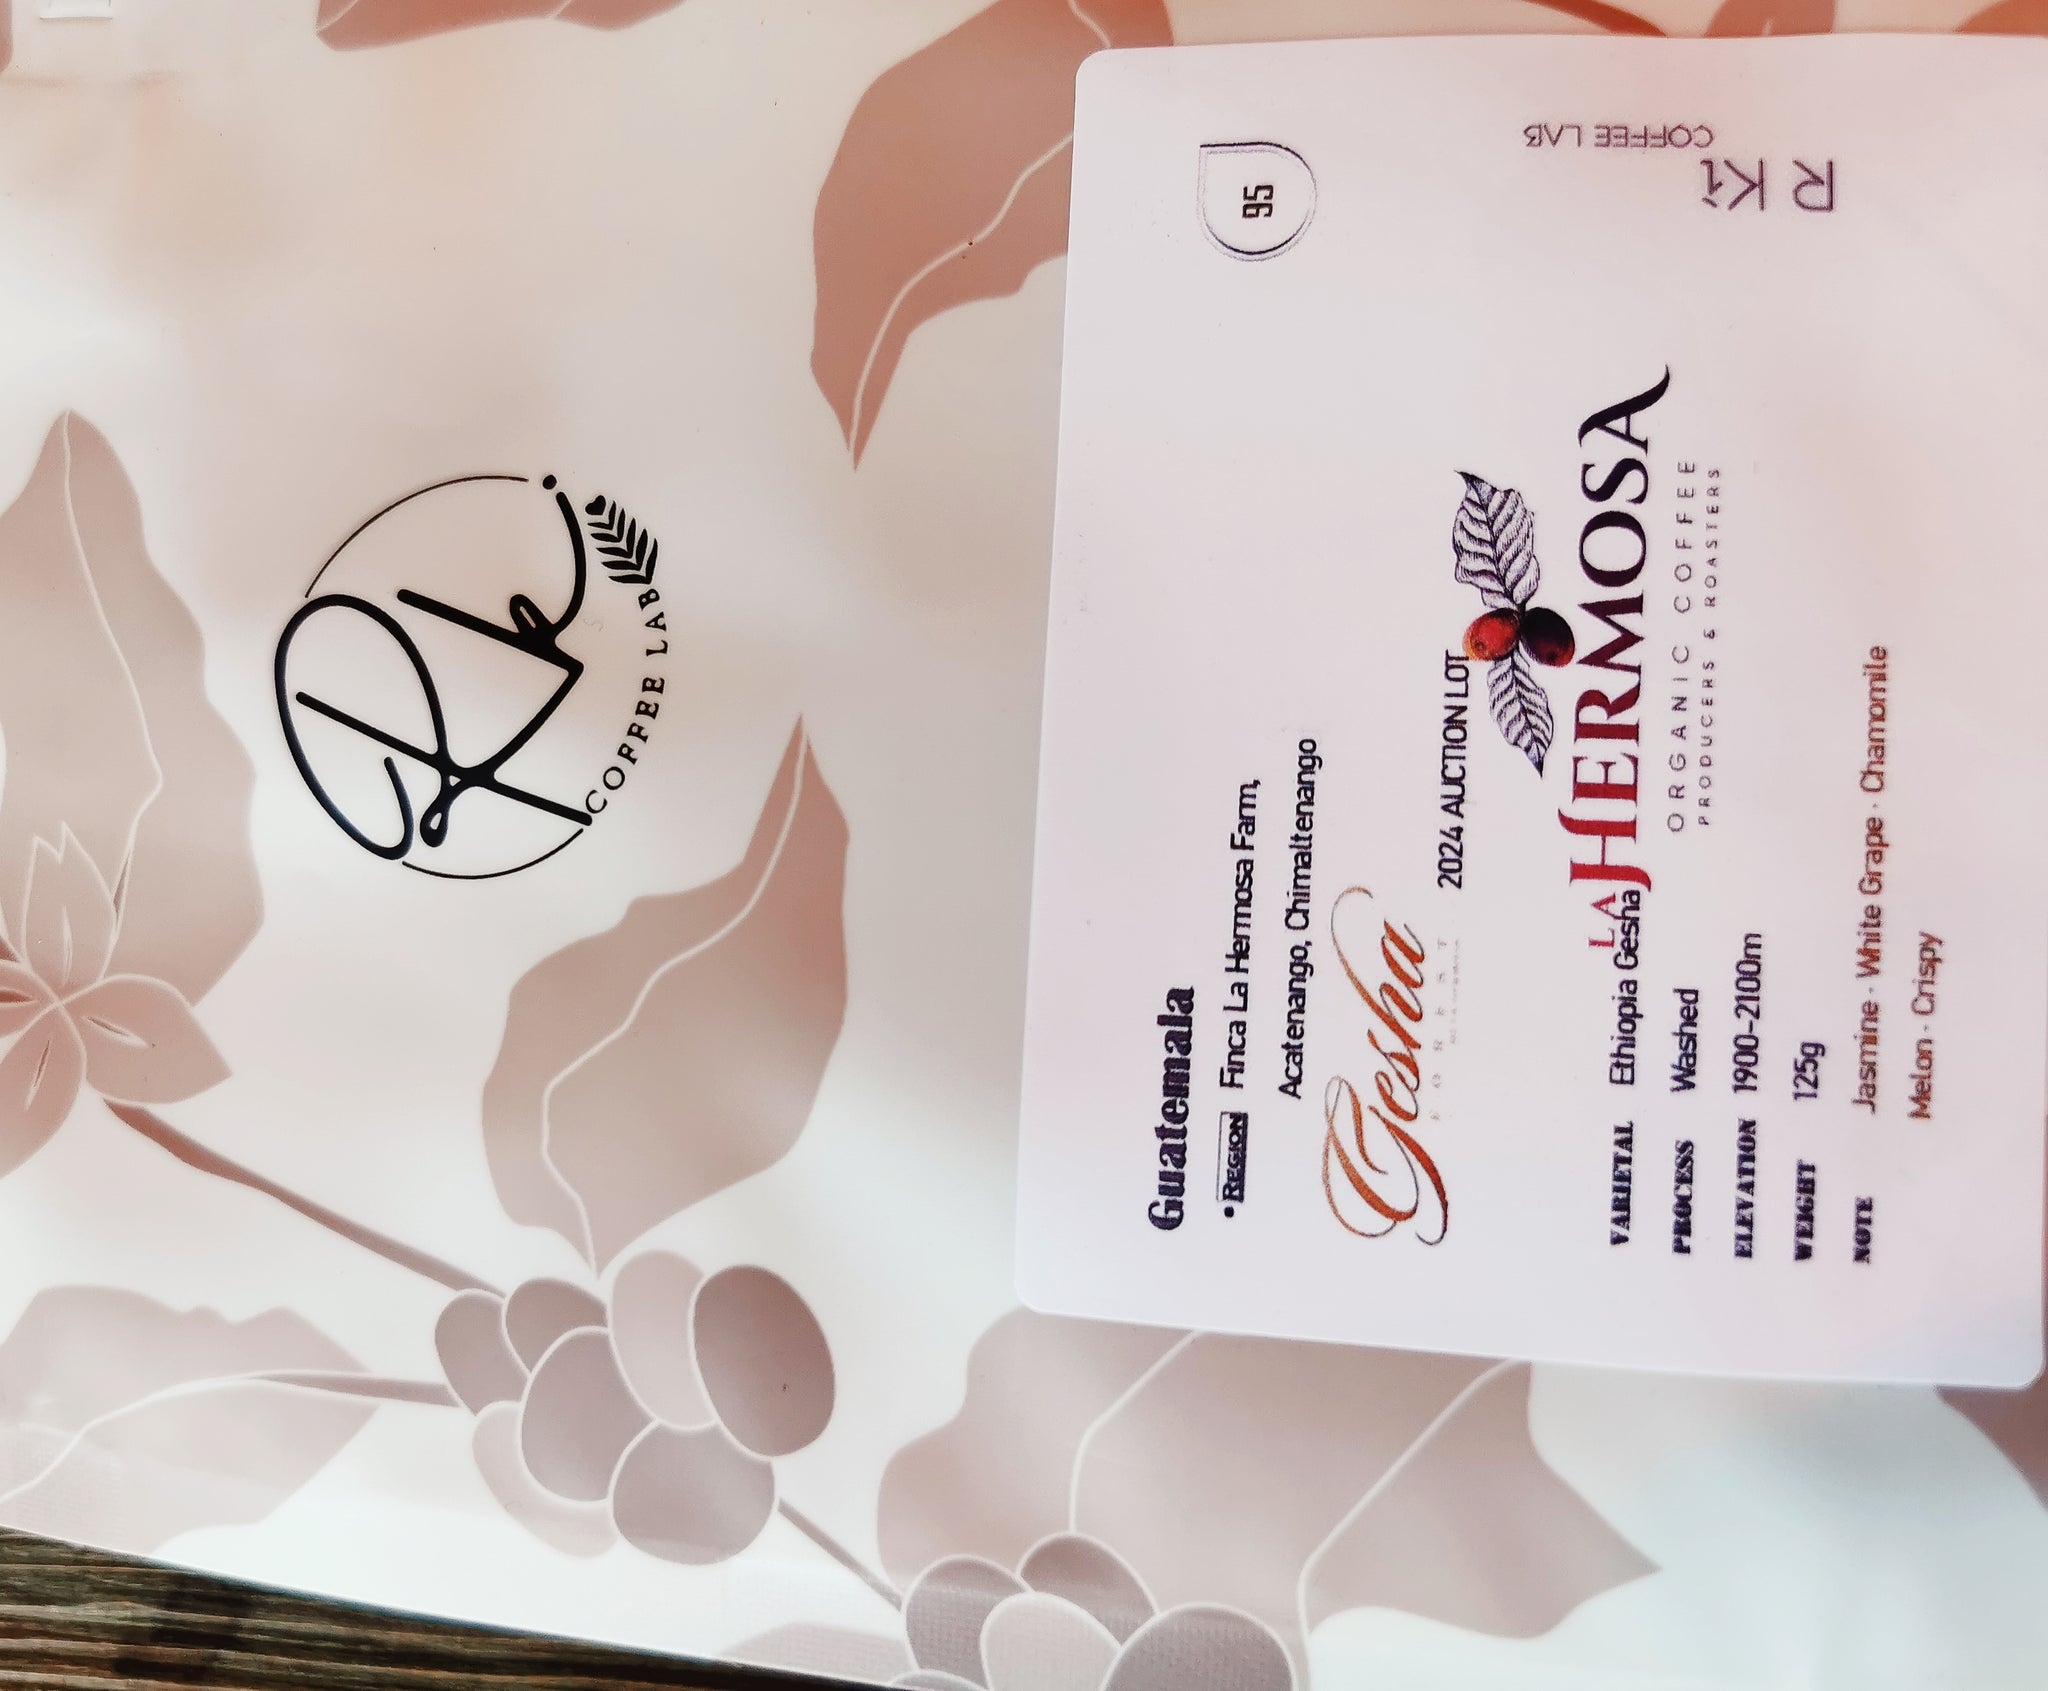 Rki
COFFEE LAB
95
Guatemala
•REGION Finca La Hermosa Farm,
Acatenango, Chimaltenango
Gesha
FOREST
2024 AUCTION LOT
LA HERMOSA
ORGANIC COFFEE
PRODUCERS & ROASTERS
VARIETAL Ethiopia Gesha
PROCESS Washed
ELEVATION 1900-2100m
WEIGHT 125g
NOTE Jasmine · White Grape · Chamomile
Melon · Crispy
R Ki
COFFEE LAB